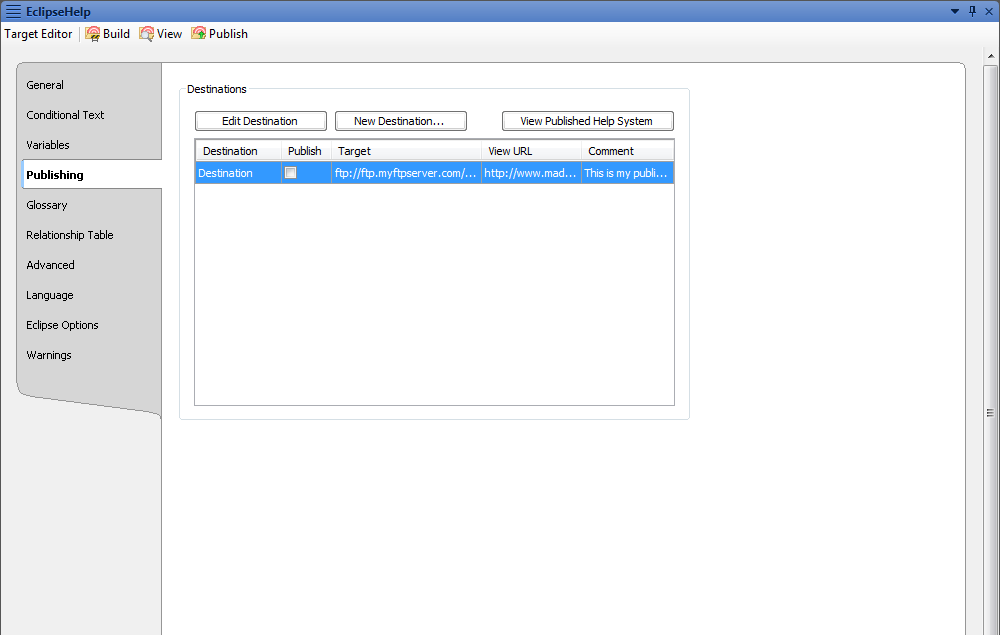 EclipseHelp
Target Editor Build View Publish
General
Conditional Text
Variables
Publishing
Glossary
Relationship Table
Advanced
Language
Eclipse Options
Warnings
Destinations
Edit Destination New Destination... View Published Help System
Destination Publish Target View URL Comment
Destination ftp://ftp.myftpserver.com/... http://www.mad... This is my publi...